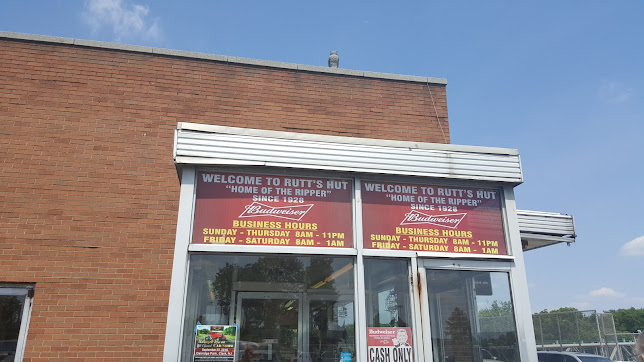 WELCOME TO RUTT'S HUT
"HOME OF THE RIPPER"
SINCE 1928
Budweiser
BUSINESS HOURS
SUNDAY - THURSDAY 8AM - 11PM
FRIDAY - SATURDAY 8AM - 1AM
WELCOME TO RUTT'S HUT
"HOME OF THE RIPPER"
SINCE 1928
Budweiser
BUSINESS HOURS
SUNDAY - THURSDAY 8AM - 11PM
FRIDAY - SATURDAY 8AM - 1AM
Budweiser
CASH ONLY